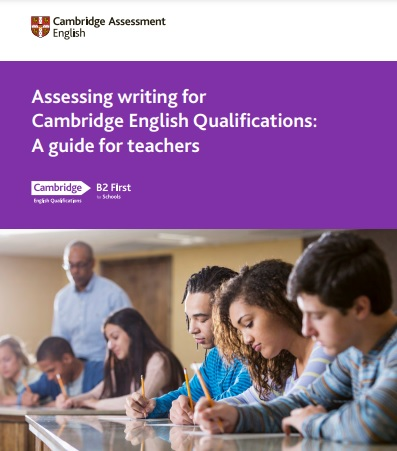 Cambridge Assessment
English
Assessing writing for
Cambridge English Qualifications:
A guide for teachers
Cambridge
English Qualifications
B2 First
for Schools